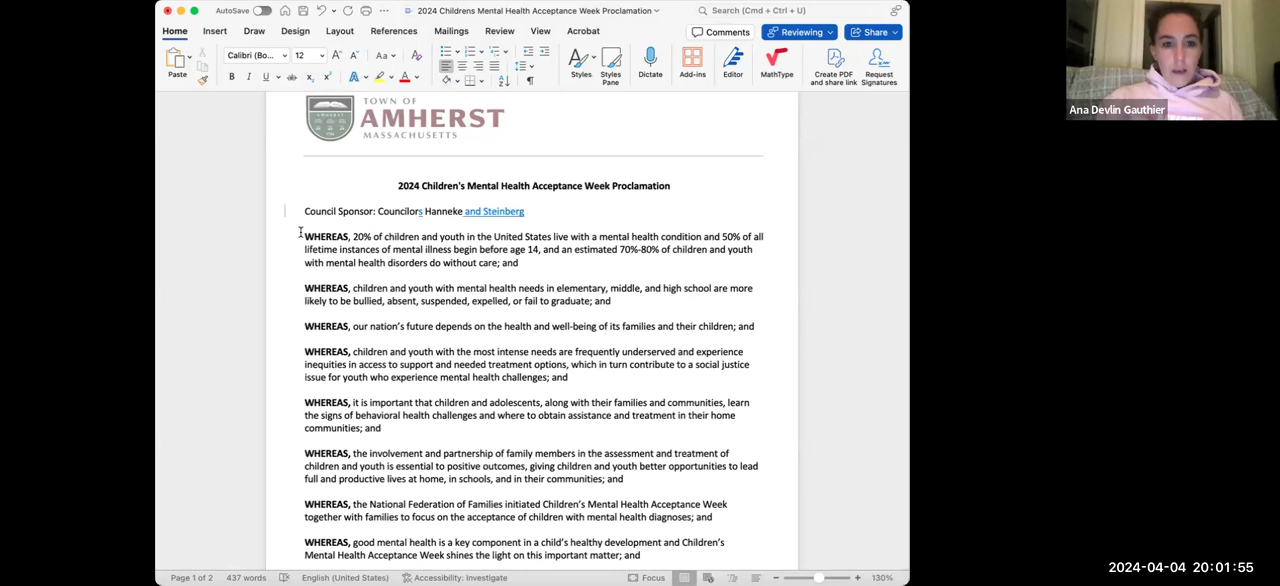 AutoSave
2024 Childrens Mental Health Acceptance Week Proclamation
Search (Cmd + Ctrl + U)
Home Insert Draw Design Layout References Mailings Review View Acrobat
Comments Reviewing Share
Paste
Calibri (Bo... 12
Aa
B I U
Styles
Styles Pane
Dictate
Add-ins
Editor
MathType
Create PDF and share link
Request Signatures
TOWN OF
AMHERST
MASSACHUSETTS
2024 Children's Mental Health Acceptance Week Proclamation
Council Sponsor: Councilors Hanneke and Steinberg
WHEREAS, 20% of children and youth in the United States live with a mental health condition and 50% of all
lifetime instances of mental illness begin before age 14, and an estimated 70%-80% of children and youth
with mental health disorders do without care; and
WHEREAS, children and youth with mental health needs in elementary, middle, and high school are more
likely to be bullied, absent, suspended, expelled, or fail to graduate; and
WHEREAS, our nation's future depends on the health and well-being of its families and their children; and
WHEREAS, children and youth with the most intense needs are frequently underserved and experience
inequities in access to support and needed treatment options, which in turn contribute to a social justice
issue for youth who experience mental health challenges; and
WHEREAS, it is important that children and adolescents, along with their families and communities, learn
the signs of behavioral health challenges and where to obtain assistance and treatment in their home
communities; and
WHEREAS, the involvement and partnership of family members in the assessment and treatment of
children and youth is essential to positive outcomes, giving children and youth better opportunities to lead
full and productive lives at home, in schools, and in their communities; and
WHEREAS, the National Federation of Families initiated Children's Mental Health Acceptance Week
together with families to focus on the acceptance of children with mental health diagnoses; and
WHEREAS, good mental health is a key component in a child's healthy development and Children's
Mental Health Acceptance Week shines the light on this important matter; and
Page 1 of 2 437 words English (United States) Accessibility: Investigate Focus 130%
Ana Devlin Gauthier
2024-04-04 20:01:55